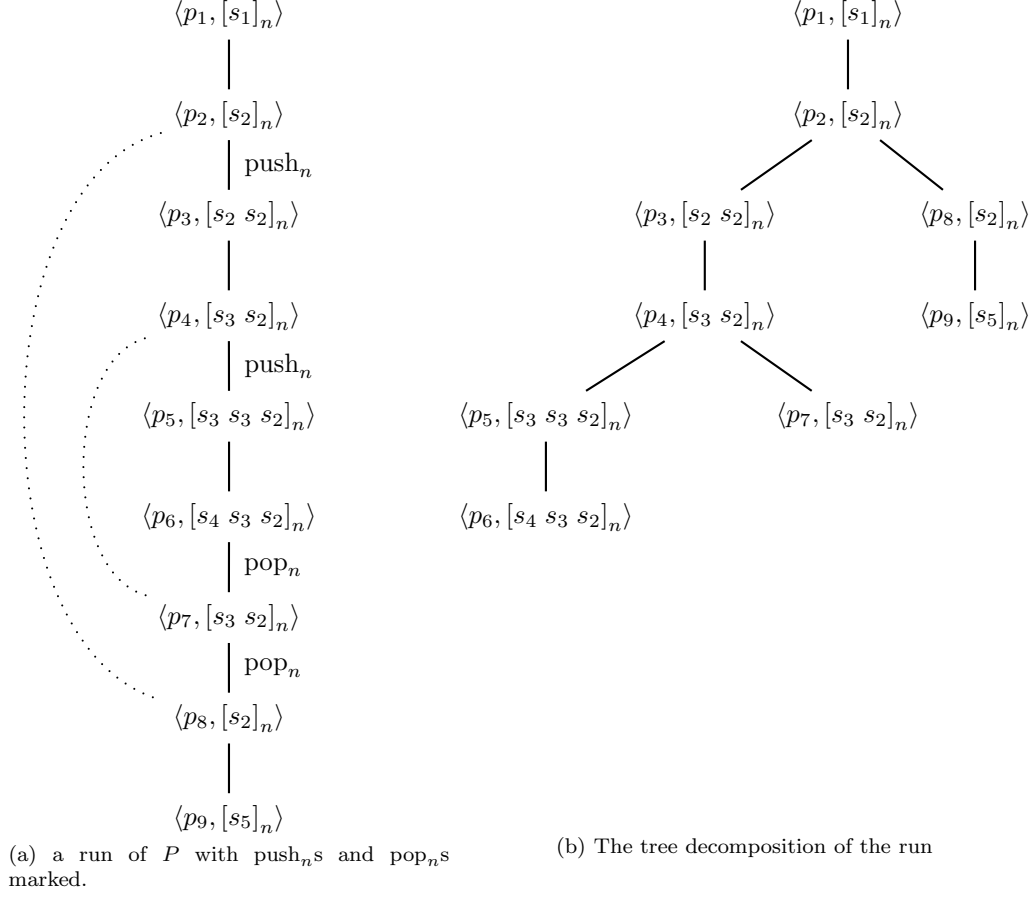 ⟨p₁, [s₁]ₙ⟩
⟨p₂, [s₂]ₙ⟩
pushₙ
⟨p₃, [s₂ s₂]ₙ⟩
⟨p₄, [s₃ s₂]ₙ⟩
pushₙ
⟨p₅, [s₃ s₃ s₂]ₙ⟩
⟨p₆, [s₄ s₃ s₂]ₙ⟩
popₙ
⟨p₇, [s₃ s₂]ₙ⟩
popₙ
⟨p₈, [s₂]ₙ⟩
⟨p₉, [s₅]ₙ⟩
(a) a run of P with pushₙs and popₙs
marked.
⟨p₁, [s₁]ₙ⟩
⟨p₂, [s₂]ₙ⟩
⟨p₃, [s₂ s₂]ₙ⟩ ⟨p₈, [s₂]ₙ⟩
⟨p₄, [s₃ s₂]ₙ⟩ ⟨p₉, [s₅]ₙ⟩
⟨p₅, [s₃ s₃ s₂]ₙ⟩ ⟨p₇, [s₃ s₂]ₙ⟩
⟨p₆, [s₄ s₃ s₂]ₙ⟩
(b) The tree decomposition of the run